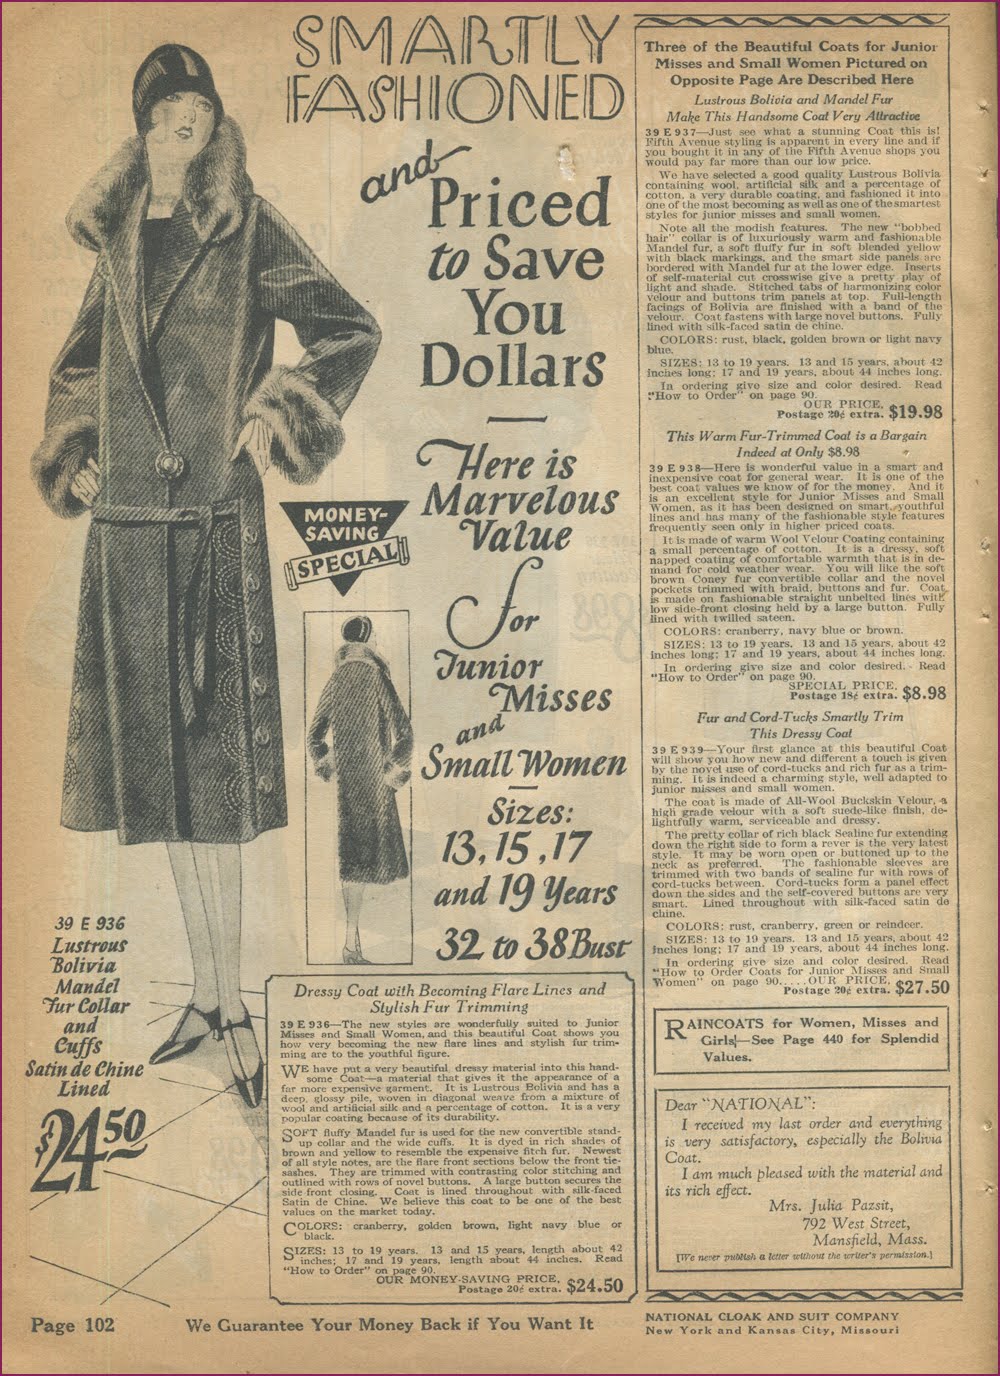 SMARTLY
FASHIONED
and
Priced
to Save
You
Dollars
—
Here is
Marvelous
Value
for
Junior
Misses
and
Small Women
—
Sizes:
13, 15, 17
and 19 Years
32 to 38 Bust
MONEY-
SAVING
SPECIAL
39 E 936
Lustrous
Bolivia
Mandel
Fur Collar
and
Cuffs
Satin de Chine
Lined
$24.50
Dressy Coat with Becoming Flare Lines and
Stylish Fur Trimming
39 E 936—The new styles are wonderfully suited to Junior
Misses and Small Women, and this beautiful Coat shows you
how very becoming the new flare lines and stylish fur trim-
ming are to the youthful figure.
WE have put a very beautiful, dressy material into this hand-
some Coat—a material that gives it the appearance of a
far more expensive garment. It is Lustrous Bolivia and has a
deep, glossy pile, woven in diagonal weave from a mixture of
wool and artificial silk and a percentage of cotton. It is a very
popular coating because of its durability.
SOFT fluffy Mandel fur is used for the new convertible stand-
up collar and the wide cuffs. It is dyed in rich shades of
brown and yellow to resemble the expensive fitch fur. Newest
of all style notes, are the flare front sections below the front tie-
sashes. They are trimmed with contrasting color stitching and
outlined with rows of novel buttons. A large button secures the
side front closing. Coat is lined throughout with silk-faced
Satin de Chine. We believe this coat to be one of the best
values on the market today.
COLORS: cranberry, golden brown, light navy blue or
black.
SIZES: 13 to 19 years. 13 and 15 years, length about 42
inches; 17 and 19 years, length about 44 inches. Read
"How to Order" on page 90.
OUR MONEY-SAVING PRICE,
Postage 20¢ extra. $24.50
Three of the Beautiful Coats for Junior
Misses and Small Women Pictured on
Opposite Page Are Described Here
Lustrous Bolivia and Mandel Fur
Make This Handsome Coat Very Attractive
39 E 937—Just see what a stunning Coat this is!
Fifth Avenue styling is apparent in every line and if
you bought it in any of the Fifth Avenue shops you
would pay far more than our low price.
We have selected a good quality Lustrous Bolivia
containing wool, artificial silk and a percentage of
cotton, a very durable coating, and fashioned it into
one of the most becoming as well as one of the smartest
styles for junior misses and small women.
Note all the modish features. The new "bobbed
hair" collar is of luxuriously warm and fashionable
Mandel fur, a soft fluffy fur in soft blended yellow
with black markings, and the smart side panels are
bordered with Mandel fur at the lower edge. Inserts
of self-material cut crosswise give a pretty play of
light and shade. Stitched tabs of harmonizing color
velour and buttons trim panels at top. Full-length
facings of Bolivia are finished with a band of the
velour. Coat fastens with large novel buttons. Fully
lined with silk-faced satin de chine.
COLORS: rust, black, golden brown or light navy
blue.
SIZES: 13 to 19 years. 13 and 15 years, about 42
inches long; 17 and 19 years, about 44 inches long.
In ordering give size and color desired. Read
"How to Order" on page 90.
OUR PRICE,
Postage 20¢ extra. $19.98
This Warm Fur-Trimmed Coat is a Bargain
Indeed at Only $8.98
39 E 938—Here is wonderful value in a smart and
inexpensive coat for general wear. It is one of the
best coat values we know of for the money. And it
is an excellent style for Junior Misses and Small
Women, as it has been designed on smart, youthful
lines and has many of the fashionable style features
frequently seen only in higher priced coats.
It is made of warm Wool Velour Coating containing
a small percentage of cotton. It is a dressy, soft
napped coating of comfortable warmth that is in de-
mand for cold weather wear. You will like the soft
brown Coney fur convertible collar and the novel
pockets trimmed with braid, buttons and fur. Coat
is made on fashionable straight unbelted lines with
low side-front closing held by a large button. Fully
lined with twilled sateen.
COLORS: cranberry, navy blue or brown.
SIZES: 13 to 19 years. 13 and 15 years, about 42
inches long; 17 and 19 years, about 44 inches long.
In ordering give size and color desired. Read
"How to Order" on page 90.
SPECIAL PRICE,
Postage 18¢ extra. $8.98
Fur and Cord-Tucks Smartly Trim
This Dressy Coat
39 E 939—Your first glance at this beautiful Coat
will show you how new and different a touch is given
by the novel use of cord-tucks and rich fur as a trim-
ming. It is indeed a charming style, well adapted to
junior misses and small women.
The coat is made of All-Wool Buckskin Velour, a
high grade velour with a soft suede-like finish, de-
lightfully warm, serviceable and dressy.
The pretty collar of rich black Sealine fur extending
down the right side to form a rever is the very latest
style. It may be worn open or buttoned up to the
neck as preferred. The fashionable sleeves are
trimmed with two bands of sealine fur with rows of
cord-tucks between. Cord-tucks form a panel effect
down the sides and the self-covered buttons are very
smart. Lined throughout with silk-faced satin de
chine.
COLORS: rust, cranberry, green or reindeer.
SIZES: 13 to 19 years. 13 and 15 years, about 42
inches long; 17 and 19 years, about 44 inches long.
In ordering give size and color desired. Read
"How to Order Coats for Junior Misses and Small
Women" on page 90.....OUR PRICE,
Postage 20¢ extra. $27.50
RAINCOATS for Women, Misses and
Girls—See Page 440 for Splendid
Values.
Dear "NATIONAL":
I received my last order and everything
is very satisfactory, especially the Bolivia
Coat.
I am much pleased with the material and
its rich effect.
Mrs. Julia Pazsit,
792 West Street,
Mansfield, Mass.
[We never publish a letter without the writer's permission.]
Page 102
We Guarantee Your Money Back if You Want It
NATIONAL CLOAK AND SUIT COMPANY
New York and Kansas City, Missouri